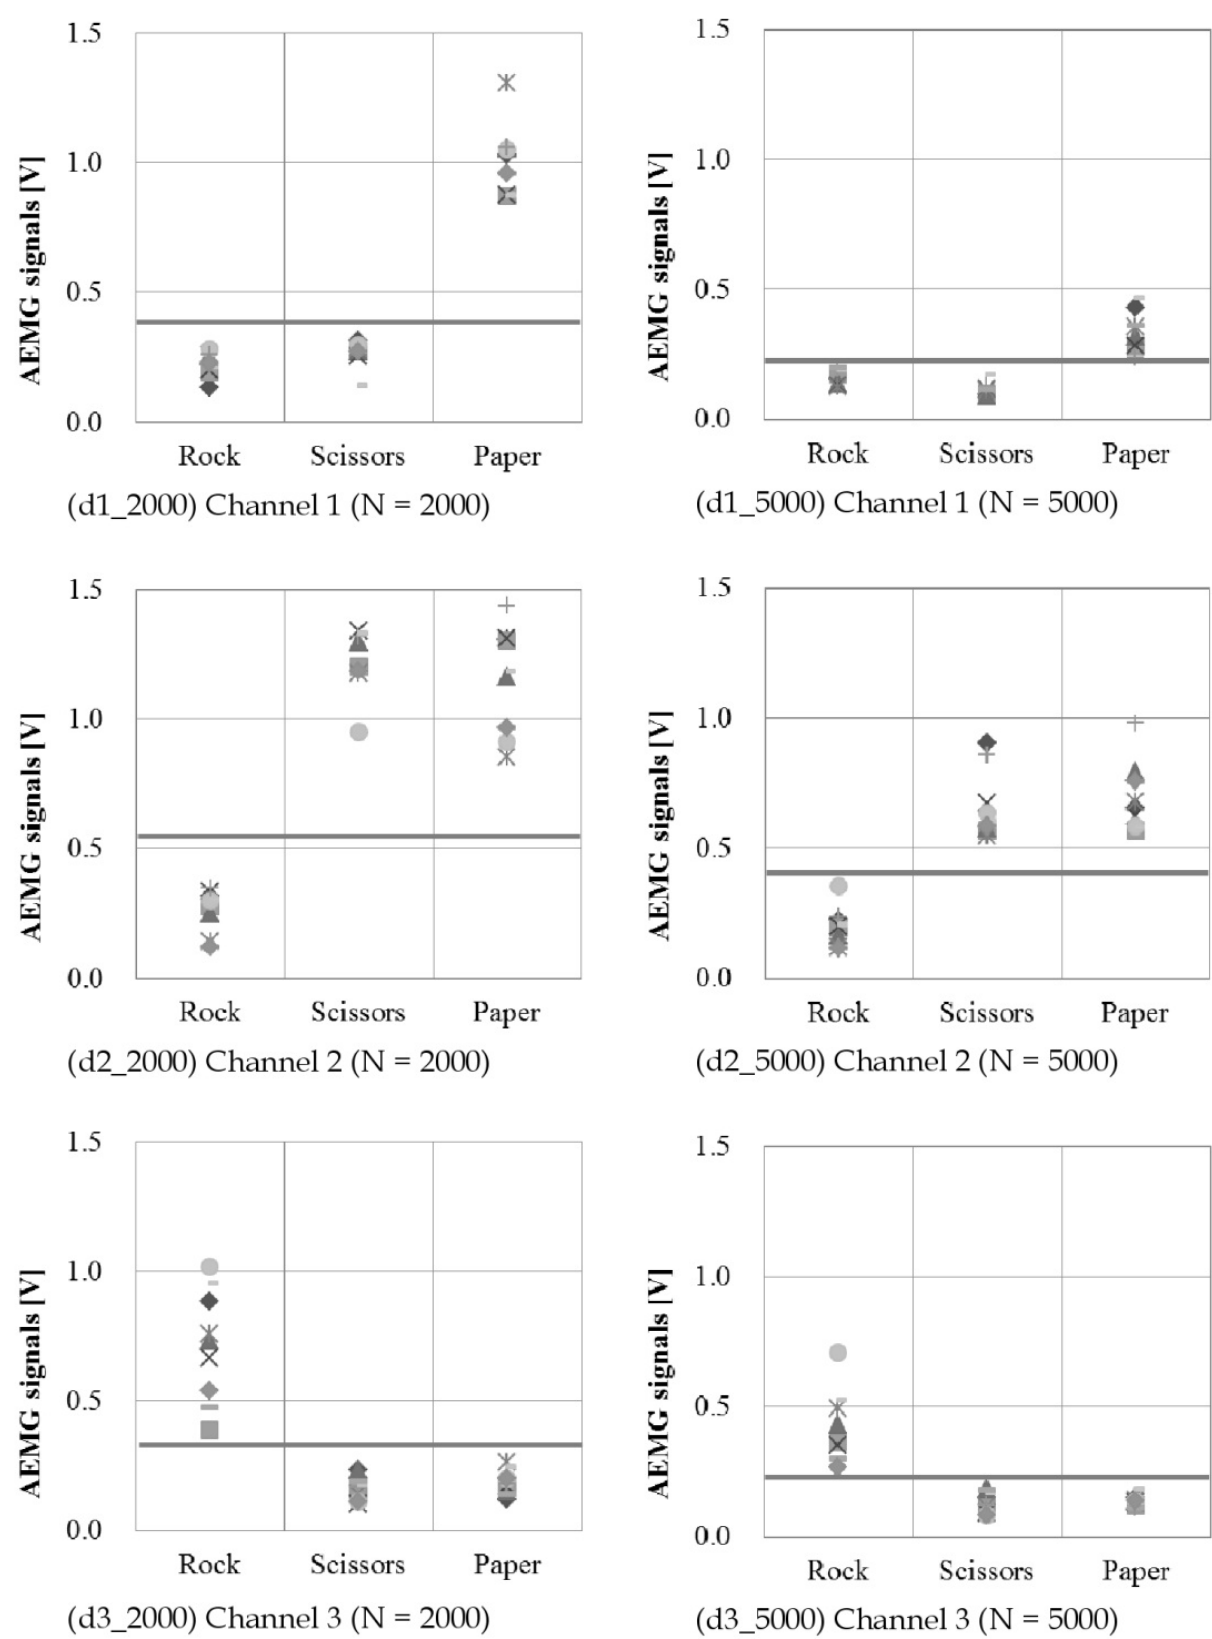 1.5
1.0
0.5
0.0
AEMG signals [V]
Rock Scissors Paper
(d1_2000) Channel 1 (N = 2000)
1.5
1.0
0.5
0.0
AEMG signals [V]
Rock Scissors Paper
(d1_5000) Channel 1 (N = 5000)
1.5
1.0
0.5
0.0
AEMG signals [V]
Rock Scissors Paper
(d2_2000) Channel 2 (N = 2000)
1.5
1.0
0.5
0.0
AEMG signals [V]
Rock Scissors Paper
(d2_5000) Channel 2 (N = 5000)
1.5
1.0
0.5
0.0
AEMG signals [V]
Rock Scissors Paper
(d3_2000) Channel 3 (N = 2000)
1.5
1.0
0.5
0.0
AEMG signals [V]
Rock Scissors Paper
(d3_5000) Channel 3 (N = 5000)